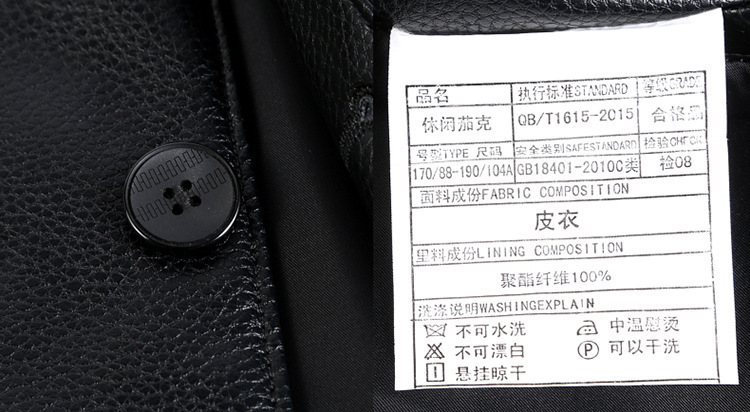 品名 执行标准STANDARD 等级GRADE
休闲茄克 QB/T1615-2015 合格品
号型TYPE 尺码 安全类别SAFESTANDARD 检验CHECK
170/88-190/104A GB18401-2010C类 检08
面料成份FABRIC COMPOSITION
皮衣
里料成份LINING COMPOSITION
聚酯纤维100%
洗涤说明WASHINGEXPLAIN
不可水洗 中温慰烫
不可漂白 P 可以干洗
悬挂晾干